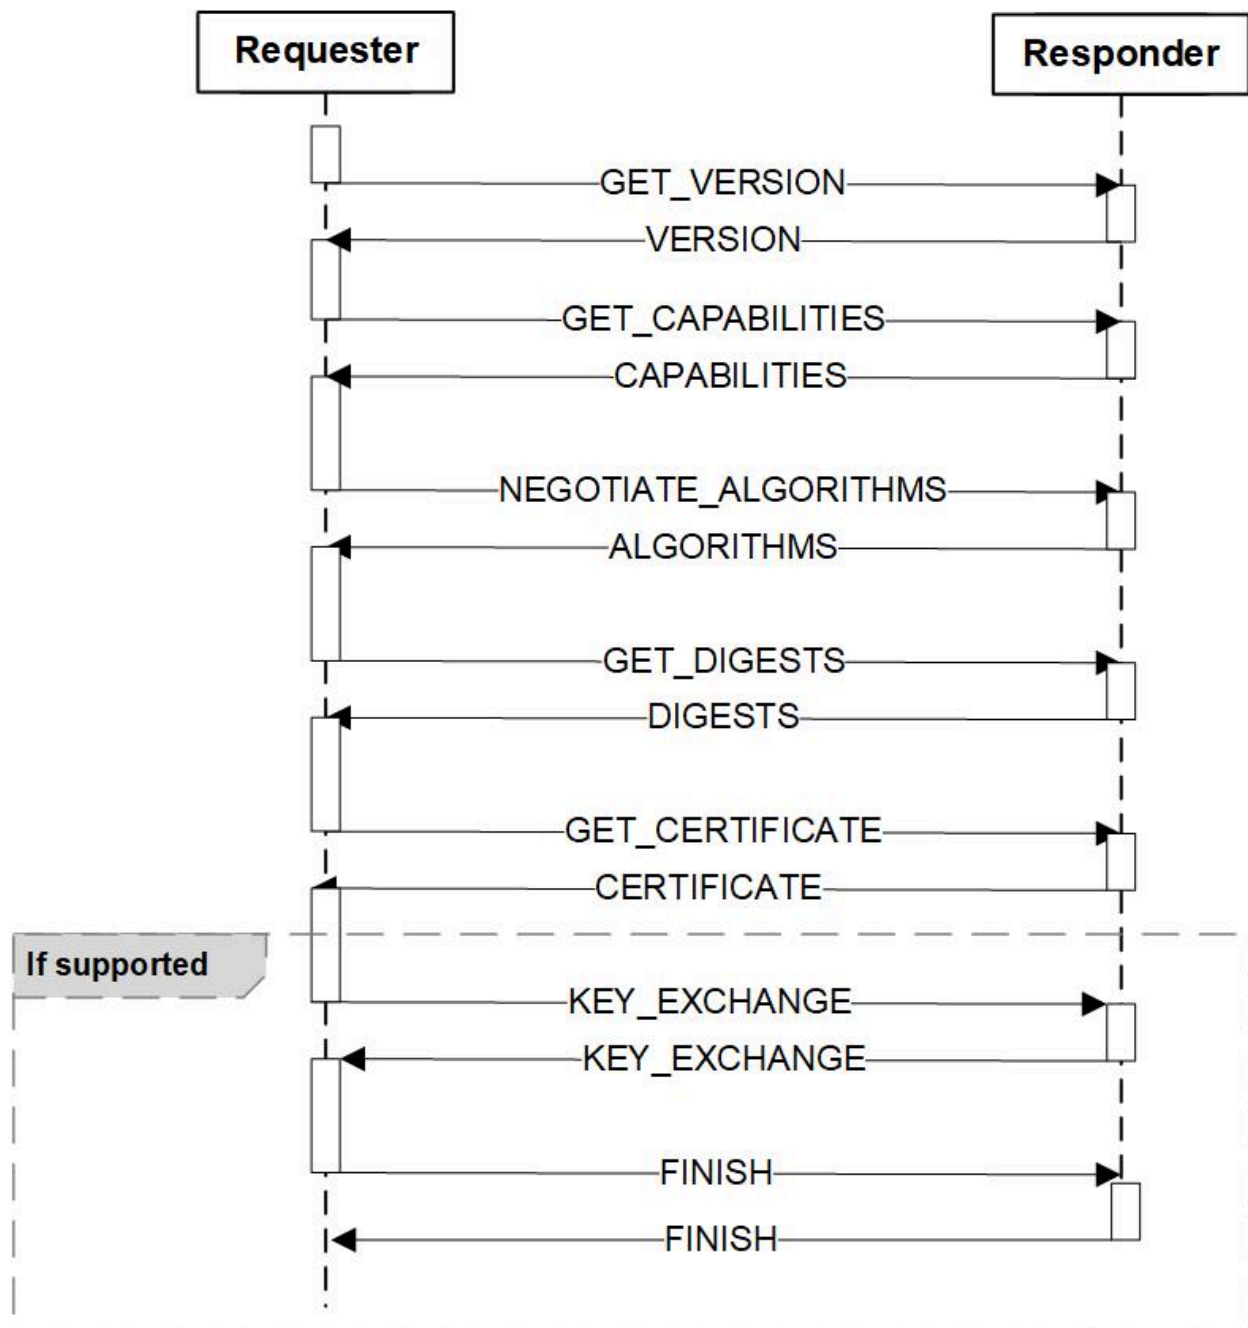 Requester
Responder
GET_VERSION
VERSION
GET_CAPABILITIES
CAPABILITIES
NEGOTIATE_ALGORITHMS
ALGORITHMS
GET_DIGESTS
DIGESTS
GET_CERTIFICATE
CERTIFICATE
If supported
KEY_EXCHANGE
KEY_EXCHANGE
FINISH
FINISH